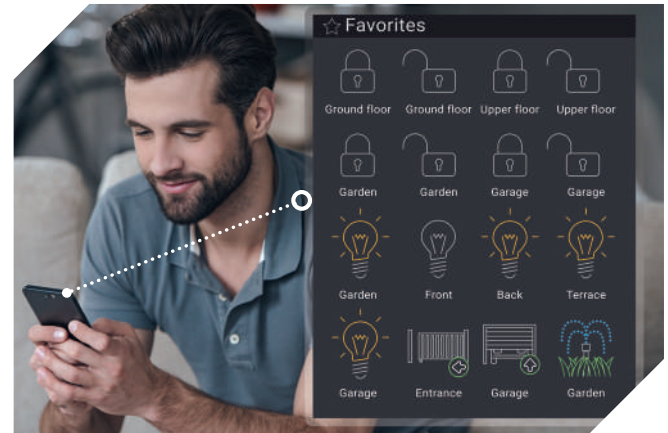 Favorites
Ground floor Ground floor Upper floor Upper floor
Garden Garden Garage Garage
Garden Front Back Terrace
Garage Entrance Garage Garden